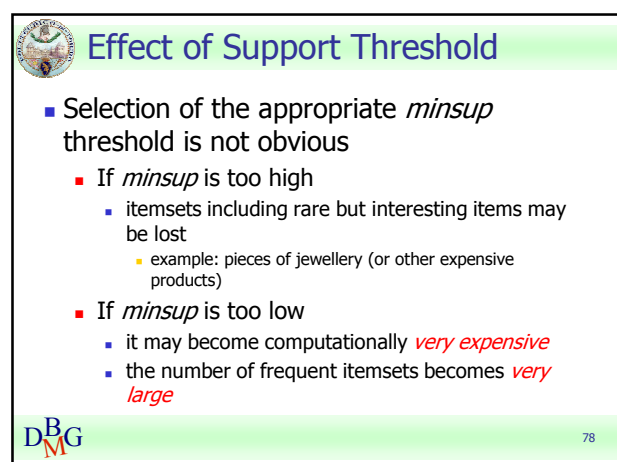 Effect of Support Threshold
Selection of the appropriate minsup
threshold is not obvious
If minsup is too high
itemsets including rare but interesting items may
be lost
example: pieces of jewellery (or other expensive
products)
If minsup is too low
it may become computationally very expensive
the number of frequent itemsets becomes very
large
DBMG
78